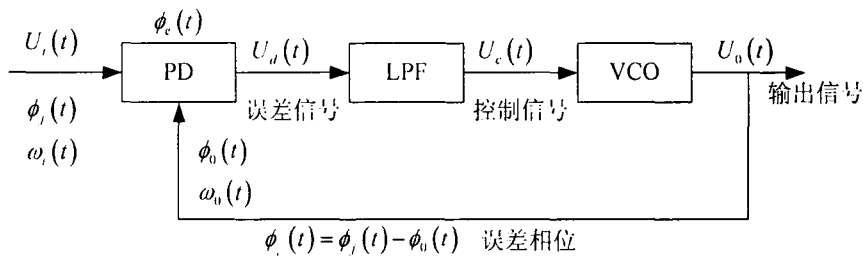 ϕ_e(t)
U_i(t) PD U_d(t) LPF U_c(t) VCO U_0(t)
误差信号 控制信号 输出信号
ϕ_i(t)
ω_i(t)
ϕ_0(t)
ω_0(t)
ϕ_e(t)=ϕ_i(t)−ϕ_0(t) 误差相位